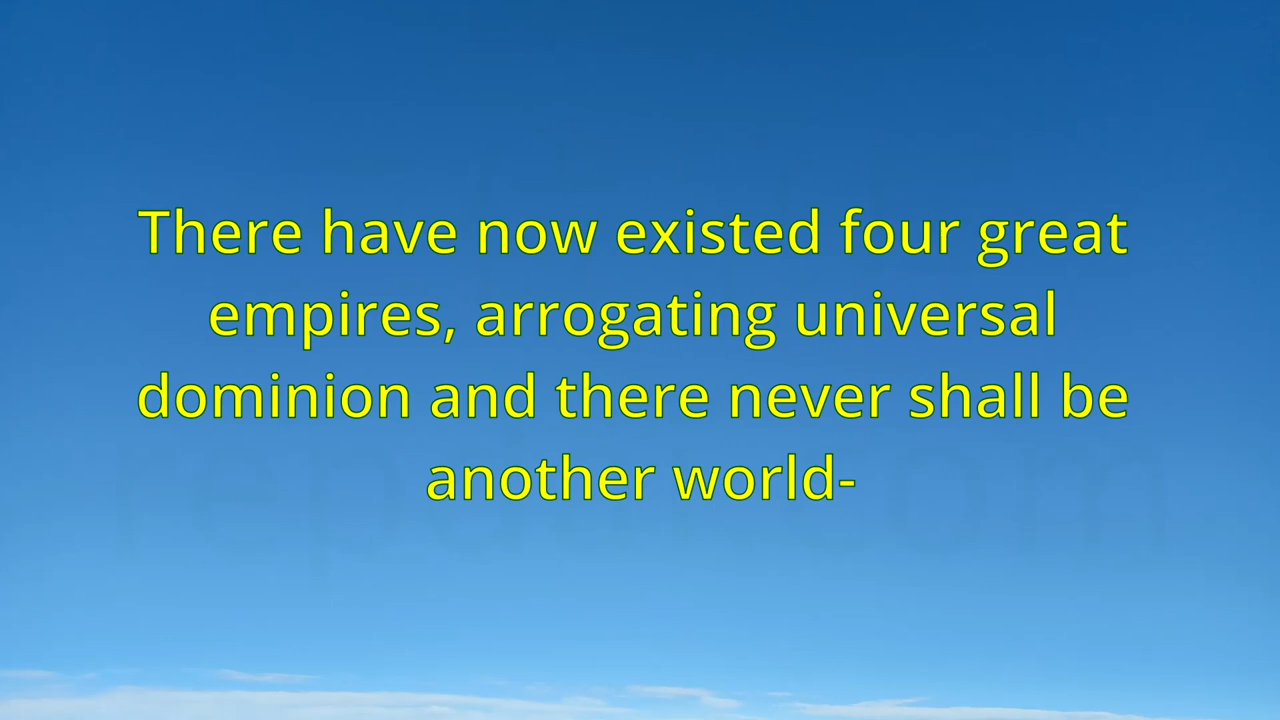 There have now existed four great
empires, arrogating universal
dominion and there never shall be
another world-